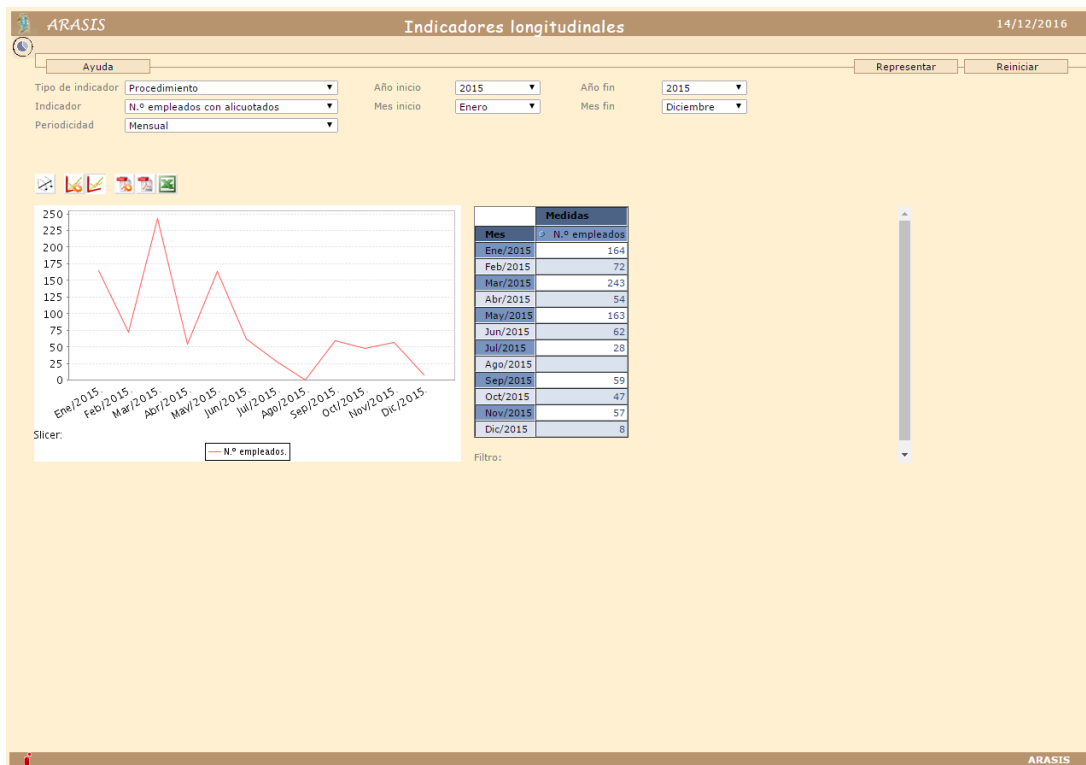 ARASIS Indicadores longitudinales 14/12/2016
Ayuda Representar Reiniciar
Tipo de indicador Procedimiento Año inicio 2015 Año fin 2015
Indicador N.º empleados con alicuotados Mes inicio Enero Mes fin Diciembre
Periodicidad Mensual
250
225
200
175
150
125
100
75
50
25
0
Ene/2015. Feb/2015. Mar/2015. Abr/2015. May/2015. Jun/2015. Jul/2015. Ago/2015. Sep/2015. Oct/2015. Nov/2015. Dic/2015.
Slicer:
N.º empleados.
Medidas
Mes N.º empleados
Ene/2015 164
Feb/2015 72
Mar/2015 243
Abr/2015 54
May/2015 163
Jun/2015 62
Jul/2015 28
Ago/2015
Sep/2015 59
Oct/2015 47
Nov/2015 57
Dic/2015 8
Filtro:
ARASIS